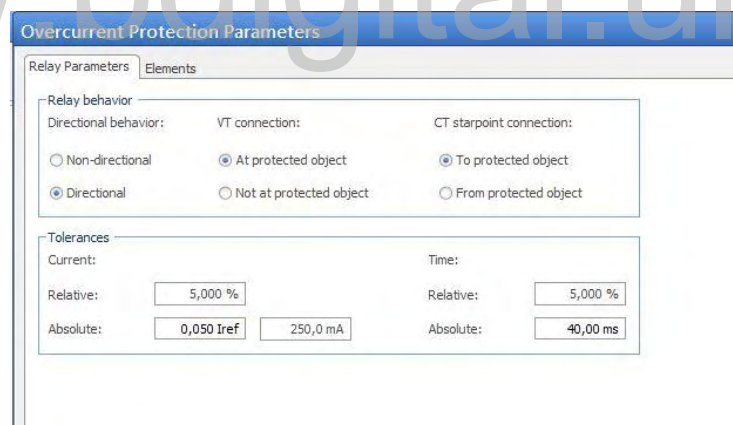 Overcurrent Protection Parameters
Relay Parameters Elements
Relay behavior
Directional behavior: VT connection: CT starpoint connection:
Non-directional At protected object To protected object
Directional Not at protected object From protected object
Tolerances
Current: Time:
Relative: 5,000 % Relative: 5,000 %
Absolute: 0,050 Iref 250,0 mA Absolute: 40,00 ms